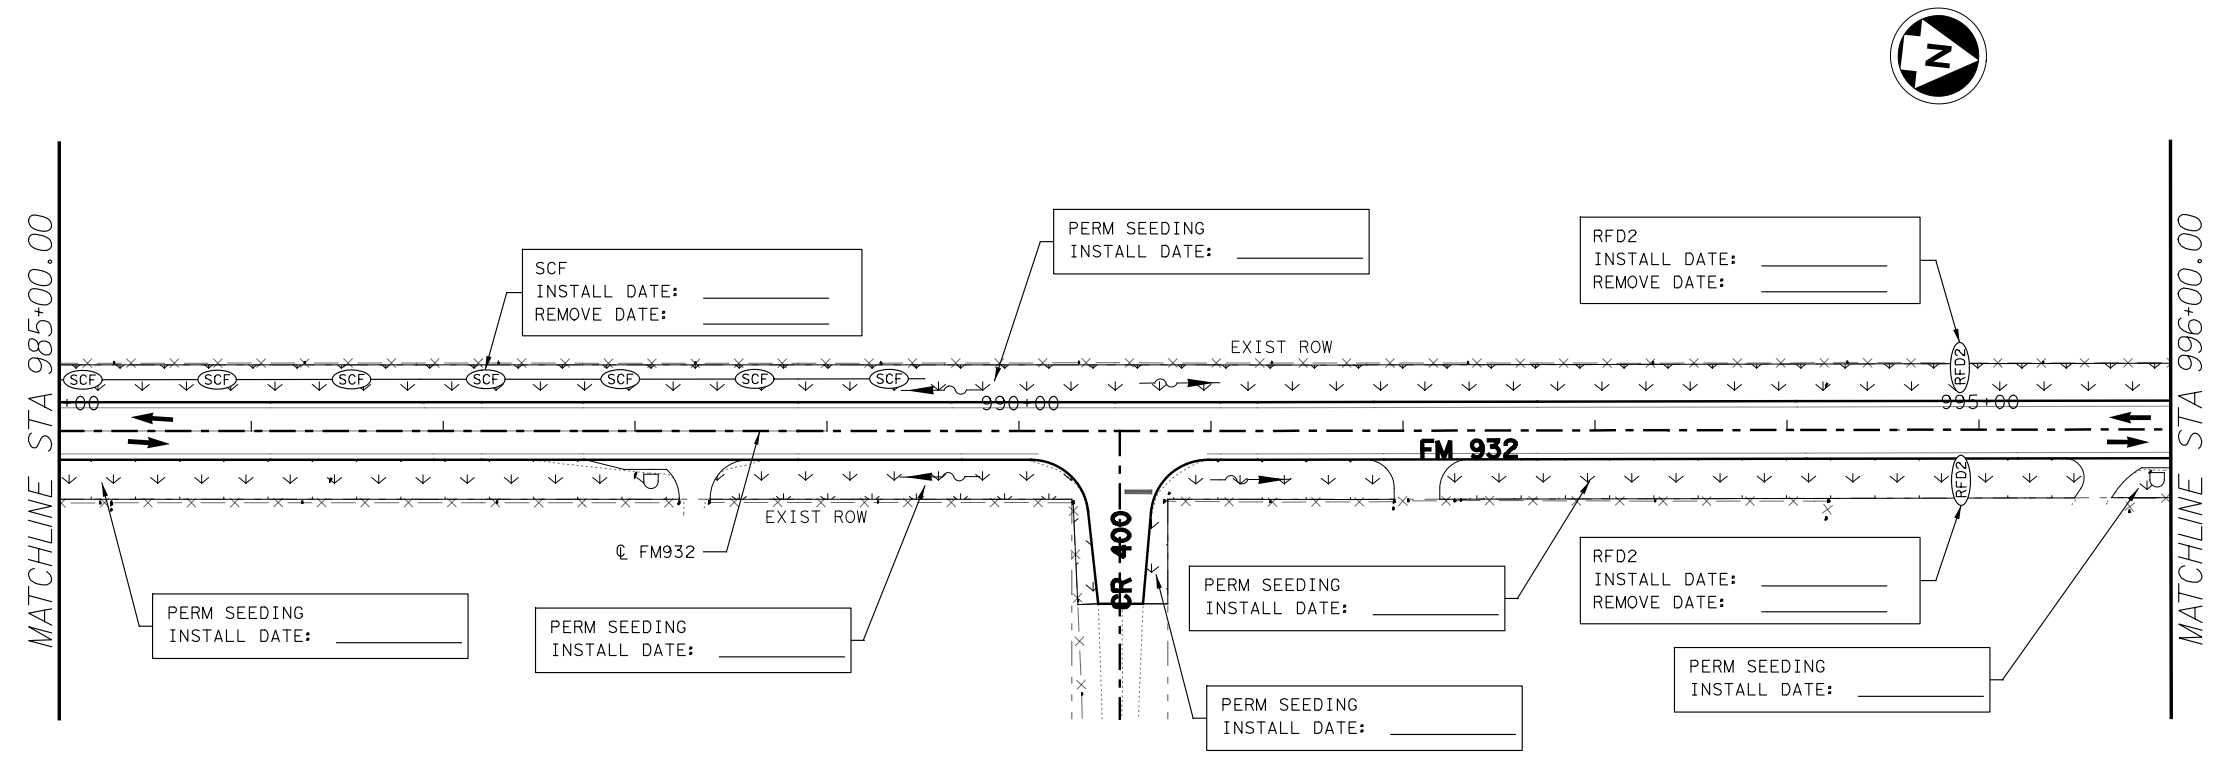 N
MATCHLINE STA 985+00.00
MATCHLINE STA 996+00.00
PERM SEEDING
INSTALL DATE:
RFD2
INSTALL DATE:
REMOVE DATE:
SCF
INSTALL DATE:
REMOVE DATE:
EXIST ROW
RFD2
SCF
SCF
SCF
SCF
SCF
SCF
SCF
+00
990+00
995+00
FM 932
RFD2
EXIST ROW
CR 400
℄ FM932
RFD2
INSTALL DATE:
REMOVE DATE:
PERM SEEDING
INSTALL DATE:
PERM SEEDING
INSTALL DATE:
PERM SEEDING
INSTALL DATE:
PERM SEEDING
INSTALL DATE:
PERM SEEDING
INSTALL DATE: